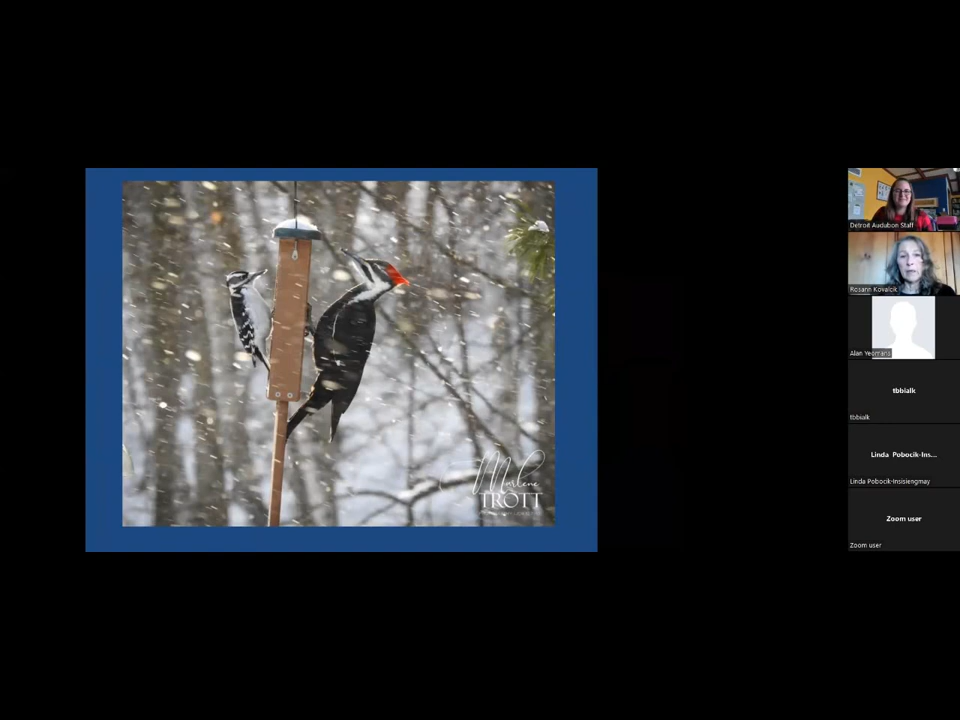 Marlene
TROTT
Detroit Audubon Staff
Rosann Kovalcik
Alan Yeomans
tbbialk
tbbialk
Linda Pobocik-Ins...
Linda Pobocik-Insisiengmay
Zoom user
Zoom user